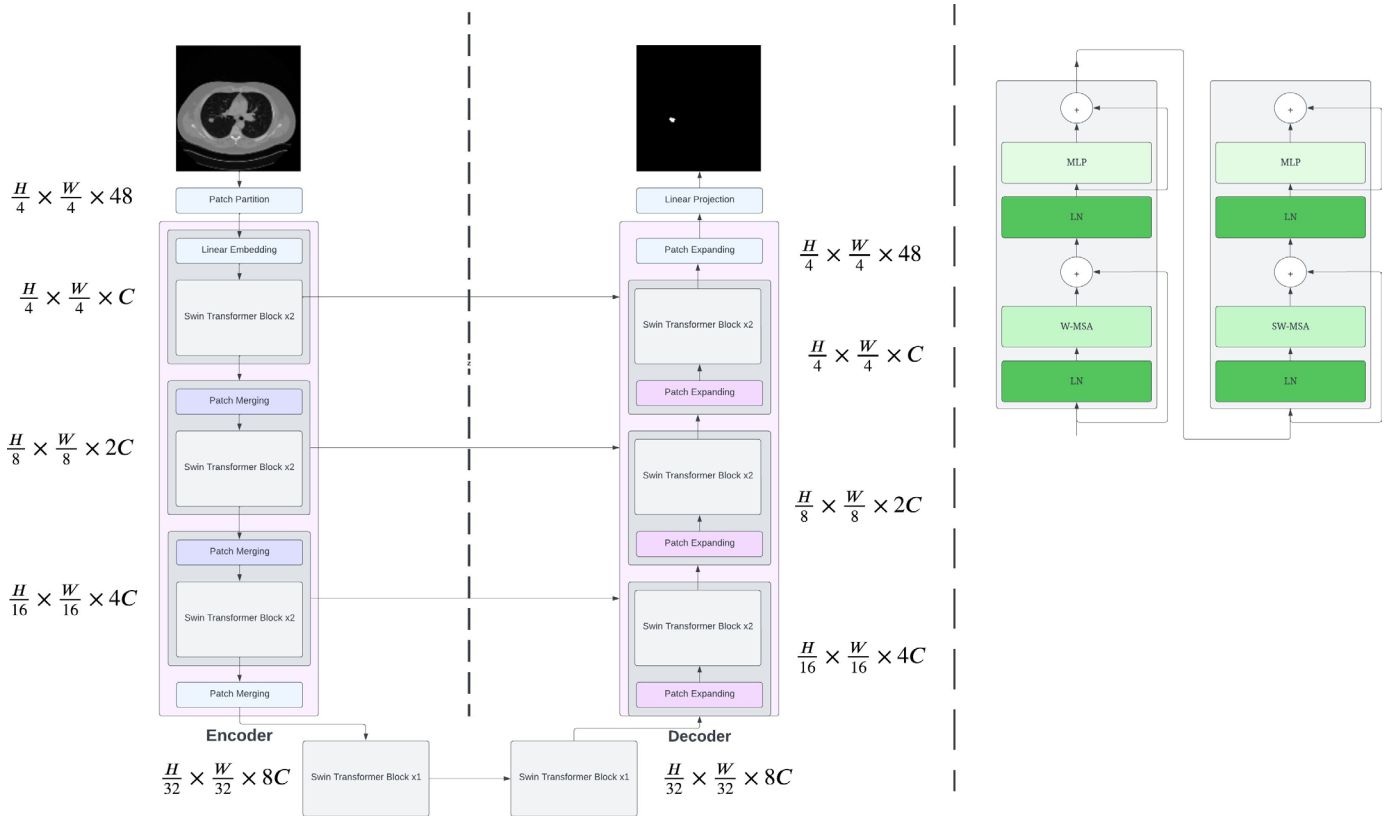 H/4 × W/4 × 48
Patch Partition
Linear Embedding
H/4 × W/4 × C
Swin Transformer Block x2
Patch Merging
H/8 × W/8 × 2C
Swin Transformer Block x2
Patch Merging
H/16 × W/16 × 4C
Swin Transformer Block x2
Patch Merging
Encoder
H/32 × W/32 × 8C
Swin Transformer Block x1
Swin Transformer Block x1
H/32 × W/32 × 8C
Decoder
Linear Projection
Patch Expanding
H/4 × W/4 × 48
Swin Transformer Block x2
H/4 × W/4 × C
Patch Expanding
Swin Transformer Block x2
H/8 × W/8 × 2C
Patch Expanding
Swin Transformer Block x2
H/16 × W/16 × 4C
Patch Expanding
+
MLP
LN
+
W-MSA
LN
+
MLP
LN
+
SW-MSA
LN